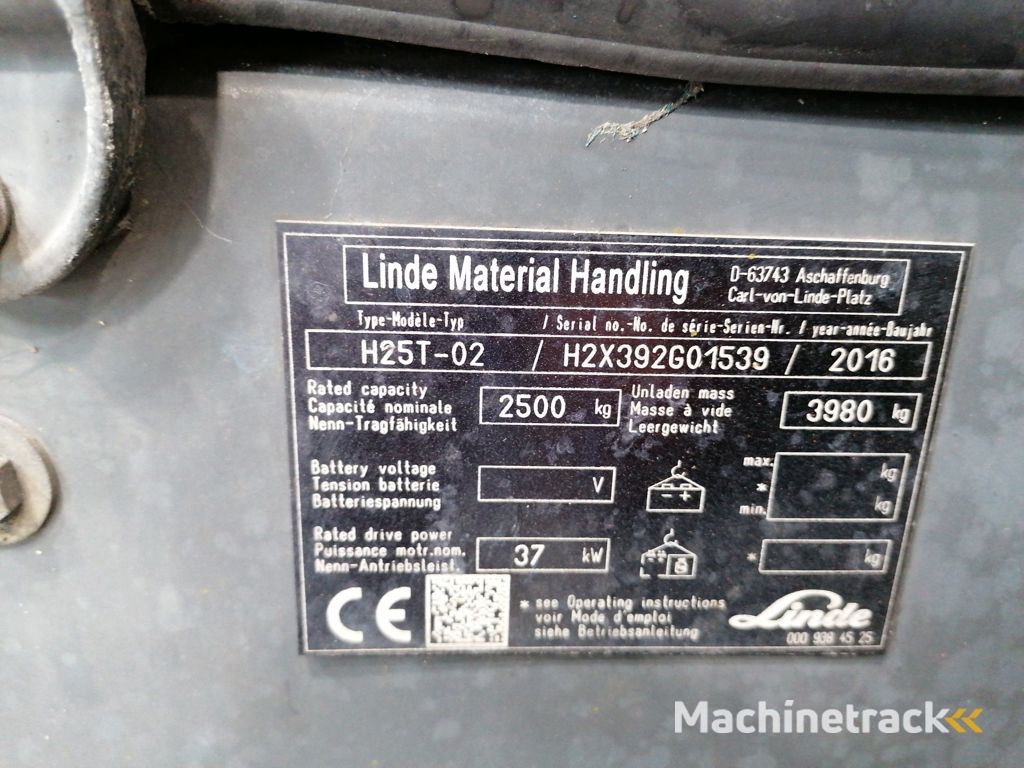 Linde Material Handling
D-63743 Aschaffenburg
Carl-von-Linde-Platz
Type-Modèle-Typ / Serial no.-No. de série-Serien-Nr. / year-année-Baujahr
H25T-02 / H2X392G01539 / 2016
Rated capacity
Capacité nominale
Nenn-Tragfähigkeit
2500 kg
Unladen mass
Masse à vide
Leergewicht
3980 kg
Battery voltage
Tension batterie
Batteriespannung
V
max. kg
*
min. kg
Rated drive power
Puissance motr.nom.
Nenn-Antriebsleist.
37 kW
* kg
CE
* see Operating instructions
voir Mode d'emploi
siehe Betriebsanleitung
Linde
000 938 45 25
Machinetrack